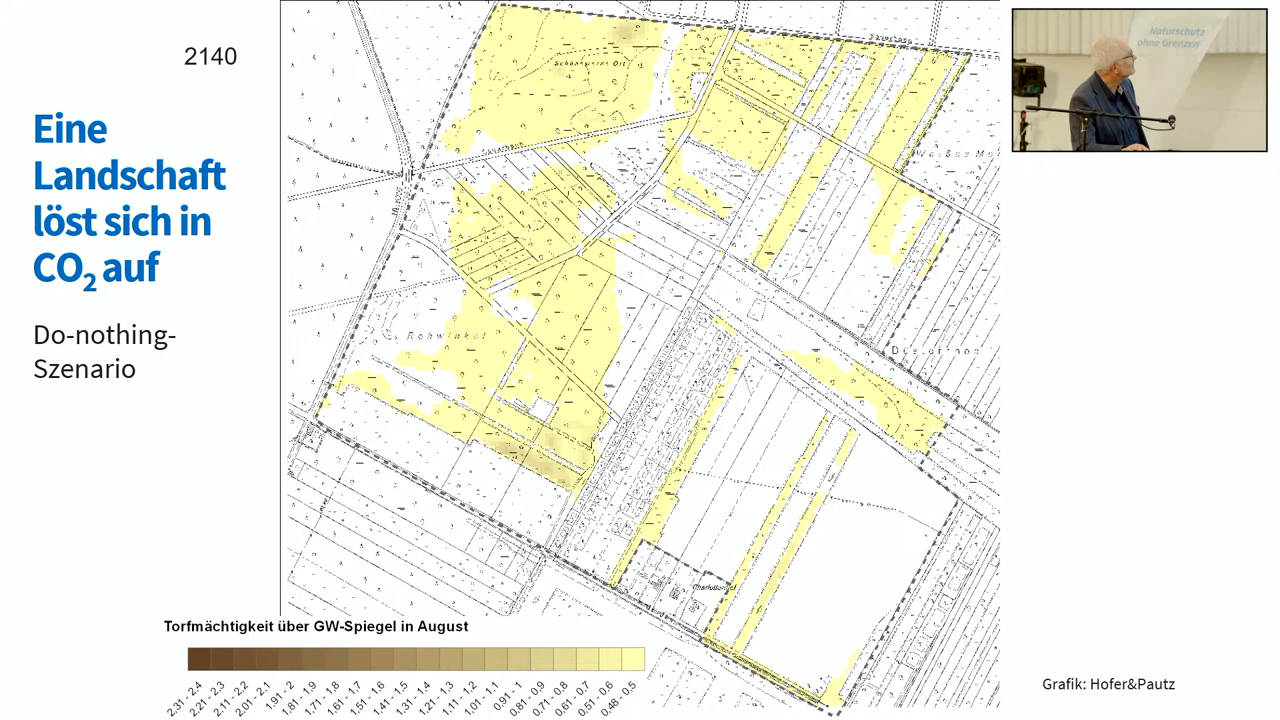 2140
Eine
Landschaft
löst sich in
CO₂ auf
Do-nothing-
Szenario
Naturschutz
ohne Grenzen
Torfmächtigkeit über GW-Spiegel in August
2.31 - 2.4
2.21 - 2.3
2.11 - 2.2
2.01 - 2.1
1.91 - 2
1.81 - 1.9
1.71 - 1.8
1.61 - 1.7
1.51 - 1.6
1.41 - 1.5
1.31 - 1.4
1.21 - 1.3
1.11 - 1.2
1.01 - 1.1
0.91 - 1
0.81 - 0.9
0.71 - 0.8
0.61 - 0.7
0.51 - 0.6
0.48 - 0.5
Grafik: Hofer&Pautz